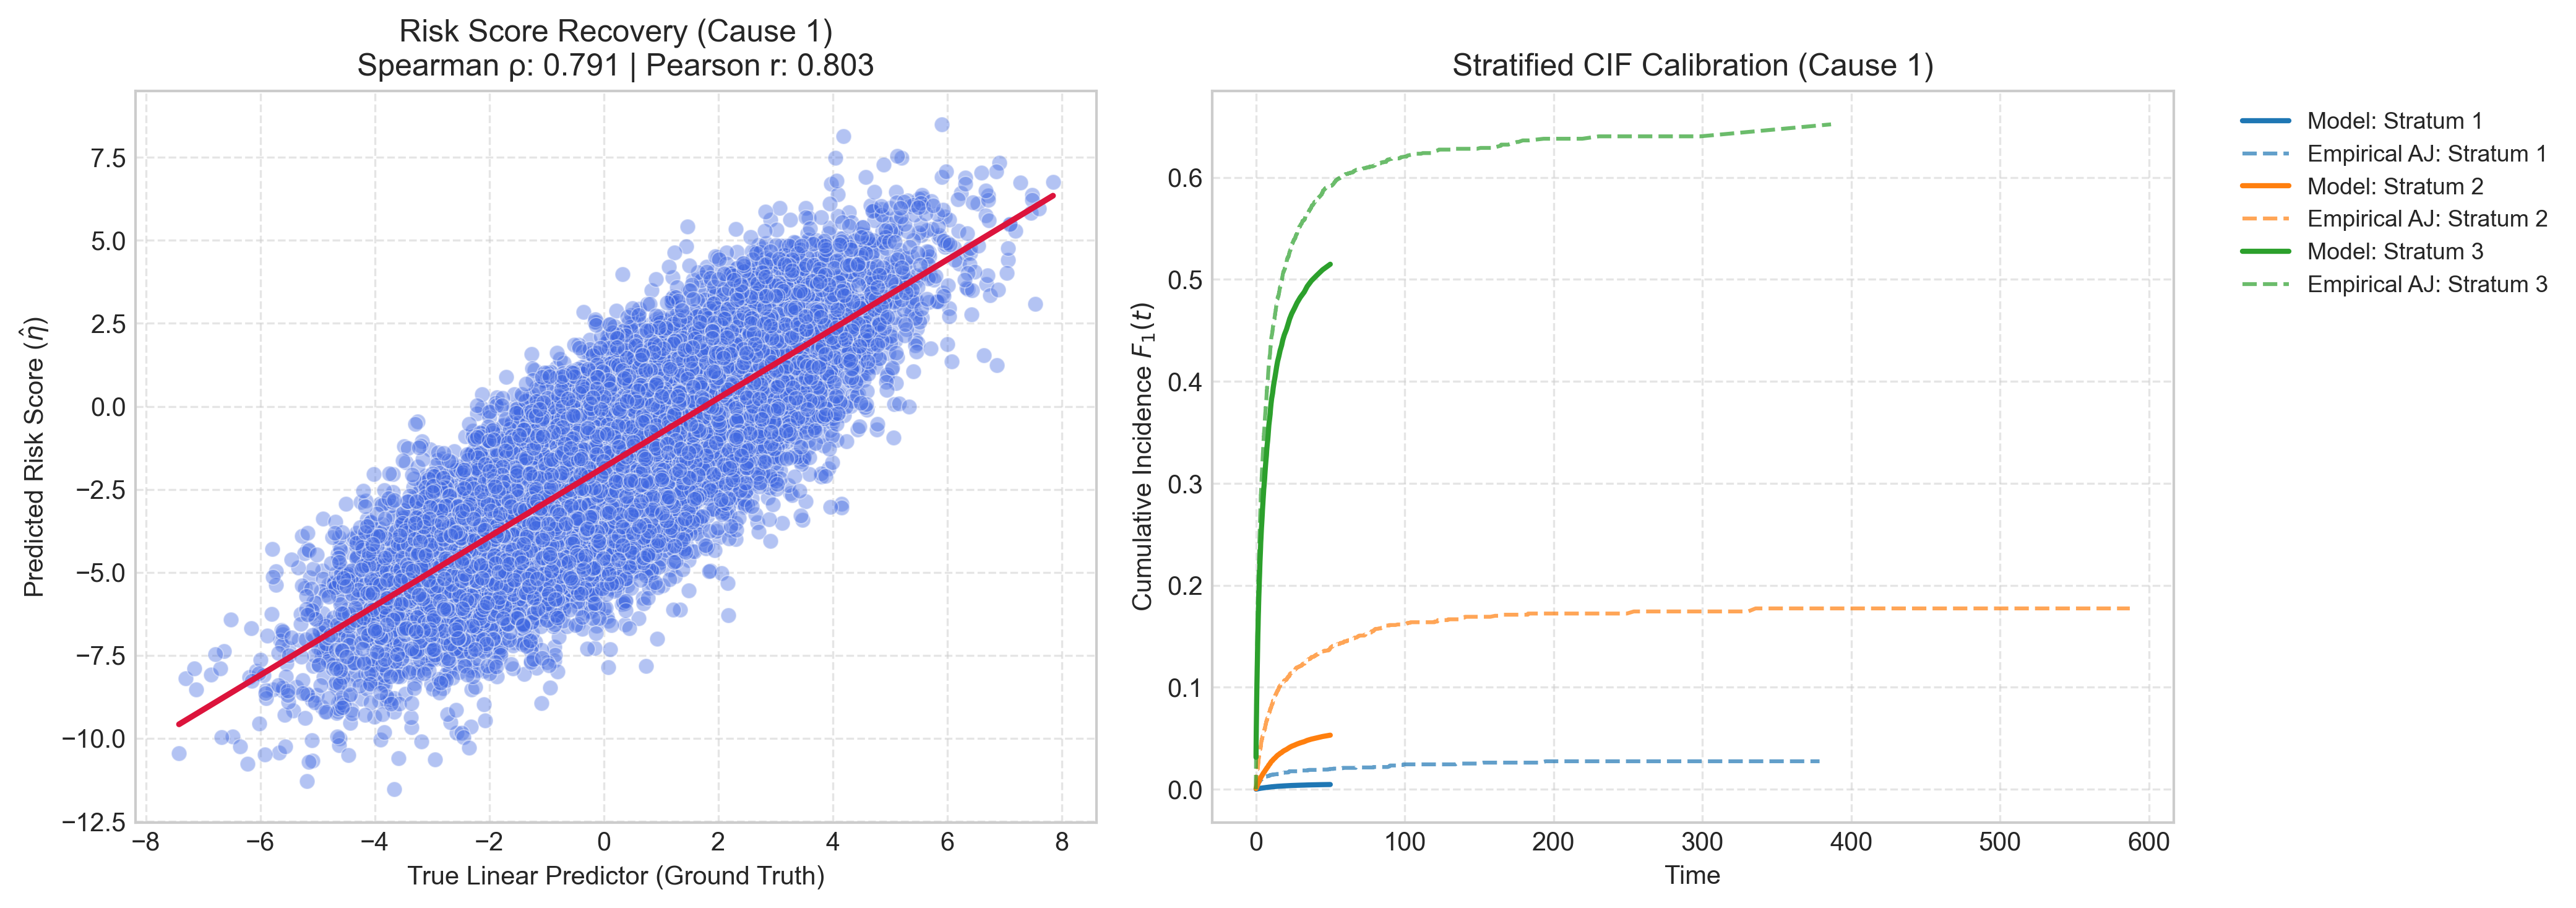 Risk Score Recovery (Cause 1)
Spearman ρ: 0.791 | Pearson r: 0.803
Predicted Risk Score (η̂)
7.5
5.0
2.5
0.0
−2.5
−5.0
−7.5
−10.0
−12.5
−8
−6
−4
−2
0
2
4
6
8
True Linear Predictor (Ground Truth)
Stratified CIF Calibration (Cause 1)
Cumulative Incidence F₁(t)
0.6
0.5
0.4
0.3
0.2
0.1
0.0
0
100
200
300
400
500
600
Time
Model: Stratum 1
Empirical AJ: Stratum 1
Model: Stratum 2
Empirical AJ: Stratum 2
Model: Stratum 3
Empirical AJ: Stratum 3